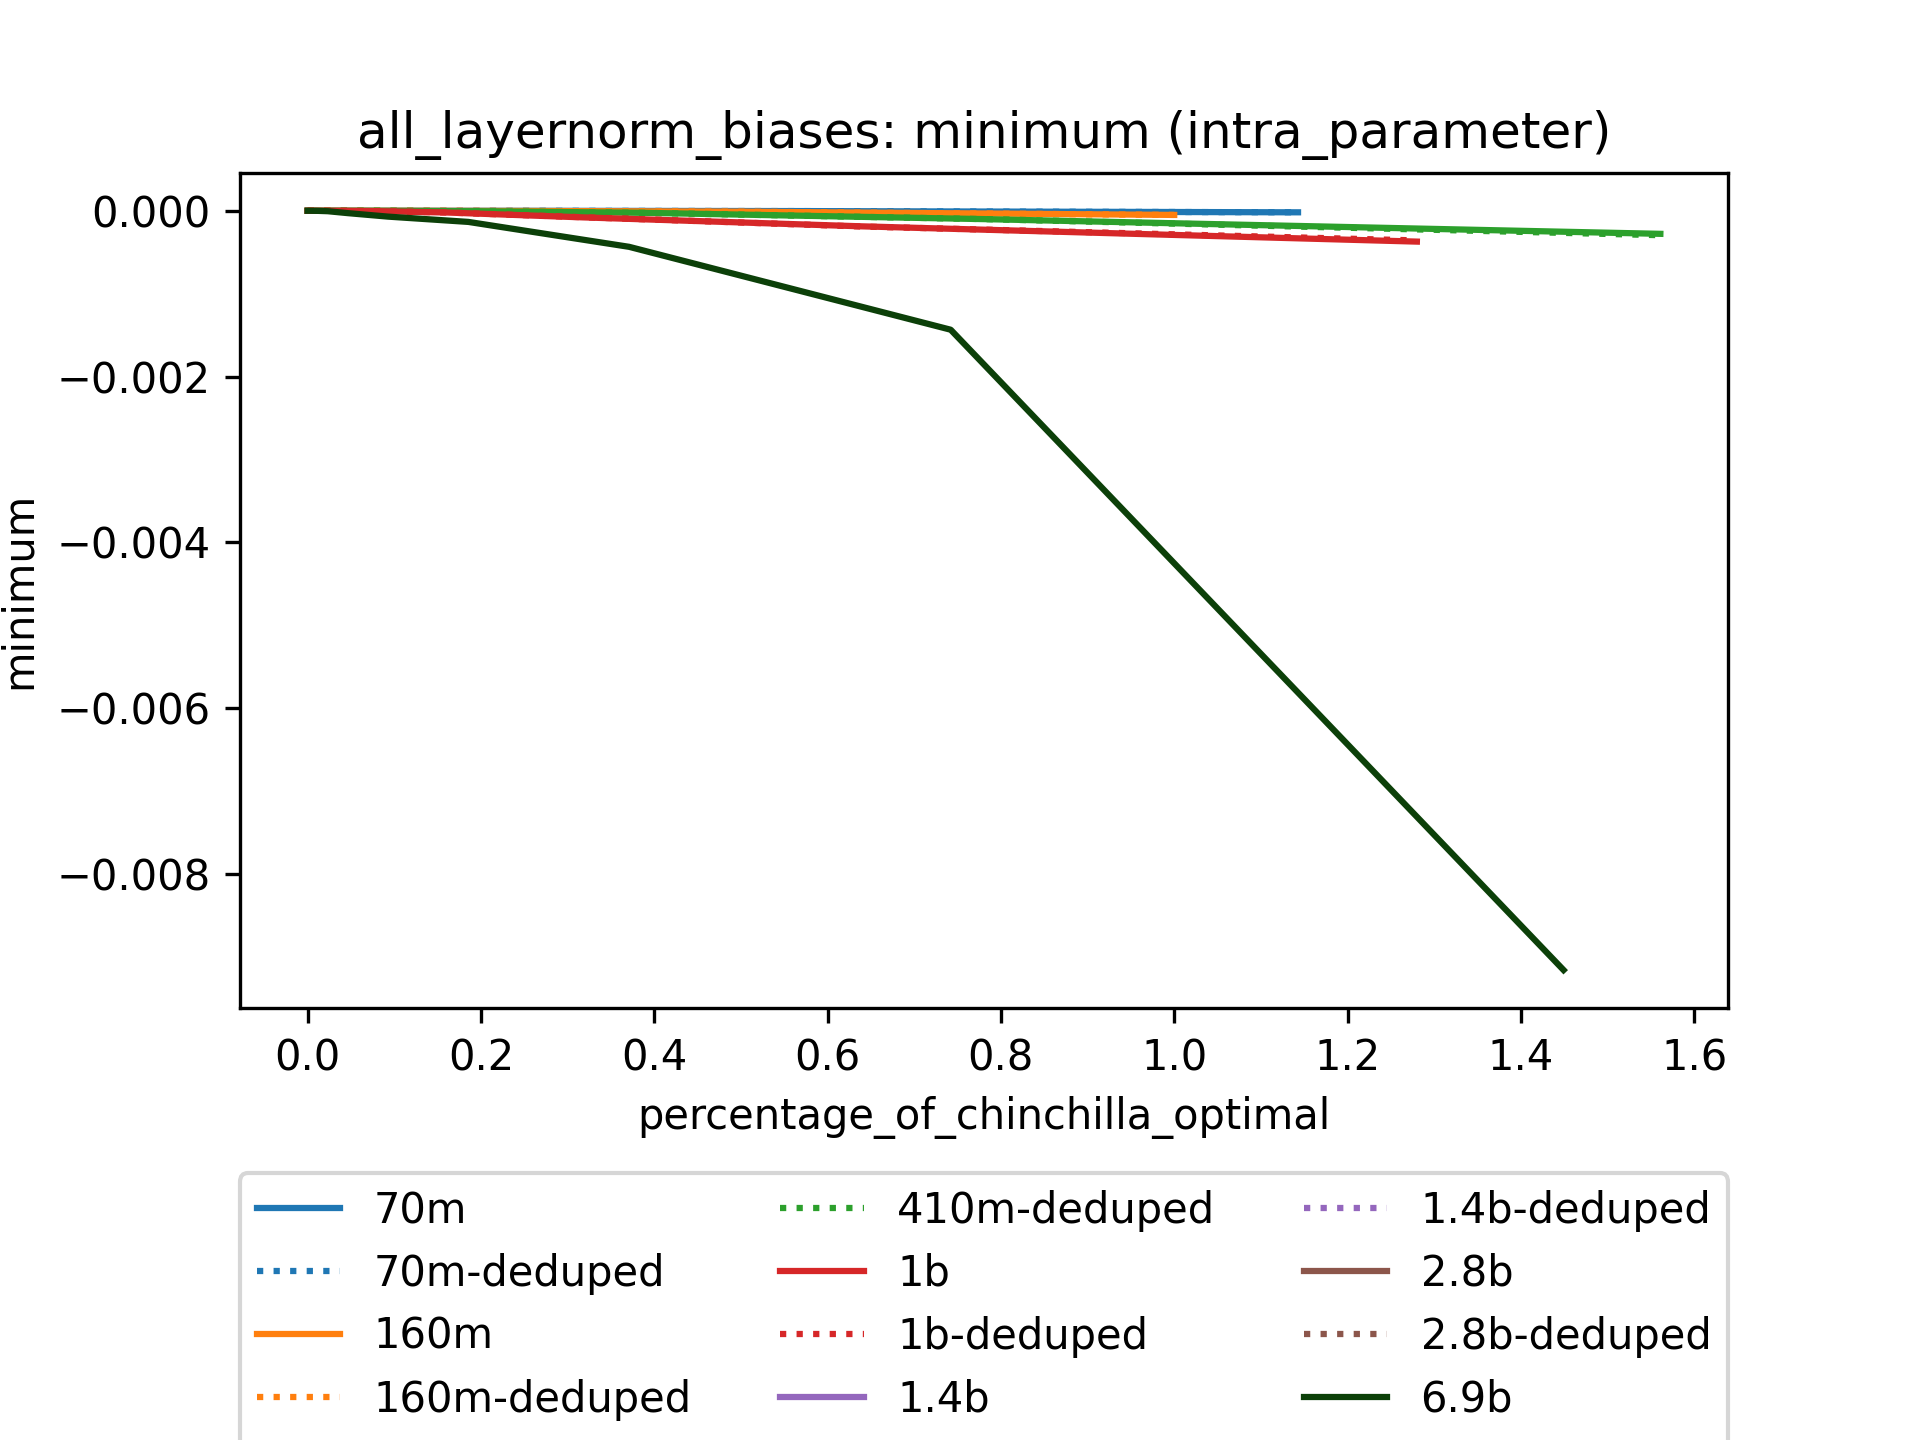 all_layernorm_biases: minimum (intra_parameter)
0.000
−0.002
−0.004
−0.006
−0.008
minimum
0.0 0.2 0.4 0.6 0.8 1.0 1.2 1.4 1.6
percentage_of_chinchilla_optimal
70m 410m-deduped 1.4b-deduped
70m-deduped 1b 2.8b
160m 1b-deduped 2.8b-deduped
160m-deduped 1.4b 6.9b